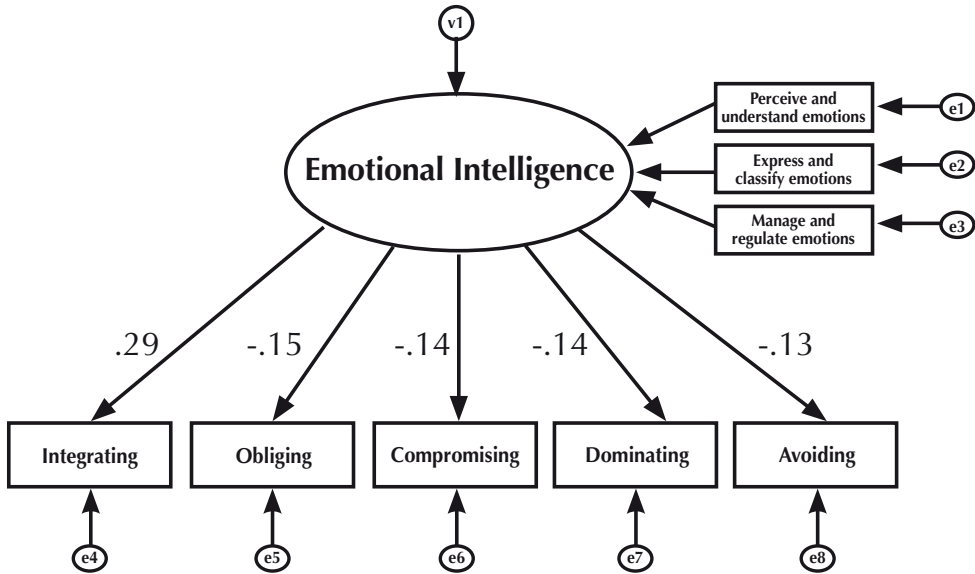 v1
Perceive and
understand emotions
e1
Emotional Intelligence
Express and
classify emotions
e2
Manage and
regulate emotions
e3
.29
-.15
-.14
-.14
-.13
Integrating
Obliging
Compromising
Dominating
Avoiding
e4
e5
e6
e7
e8